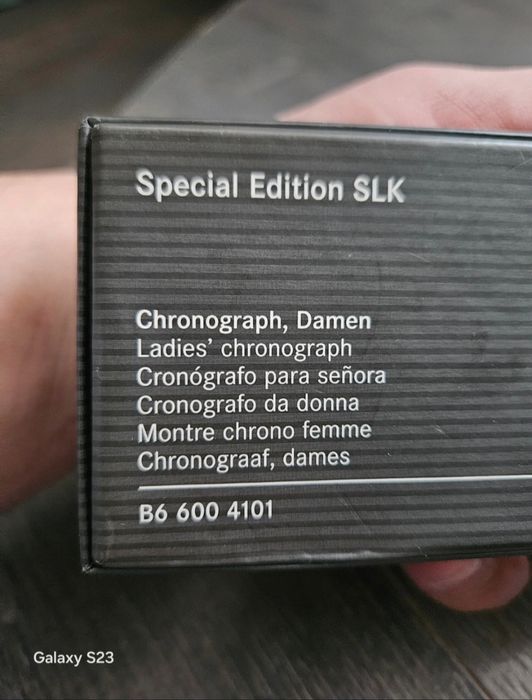 Special Edition SLK
Chronograph, Damen
Ladies' chronograph
Cronógrafo para señora
Cronografo da donna
Montre chrono femme
Chronograaf, dames
B6 600 4101
Galaxy S23